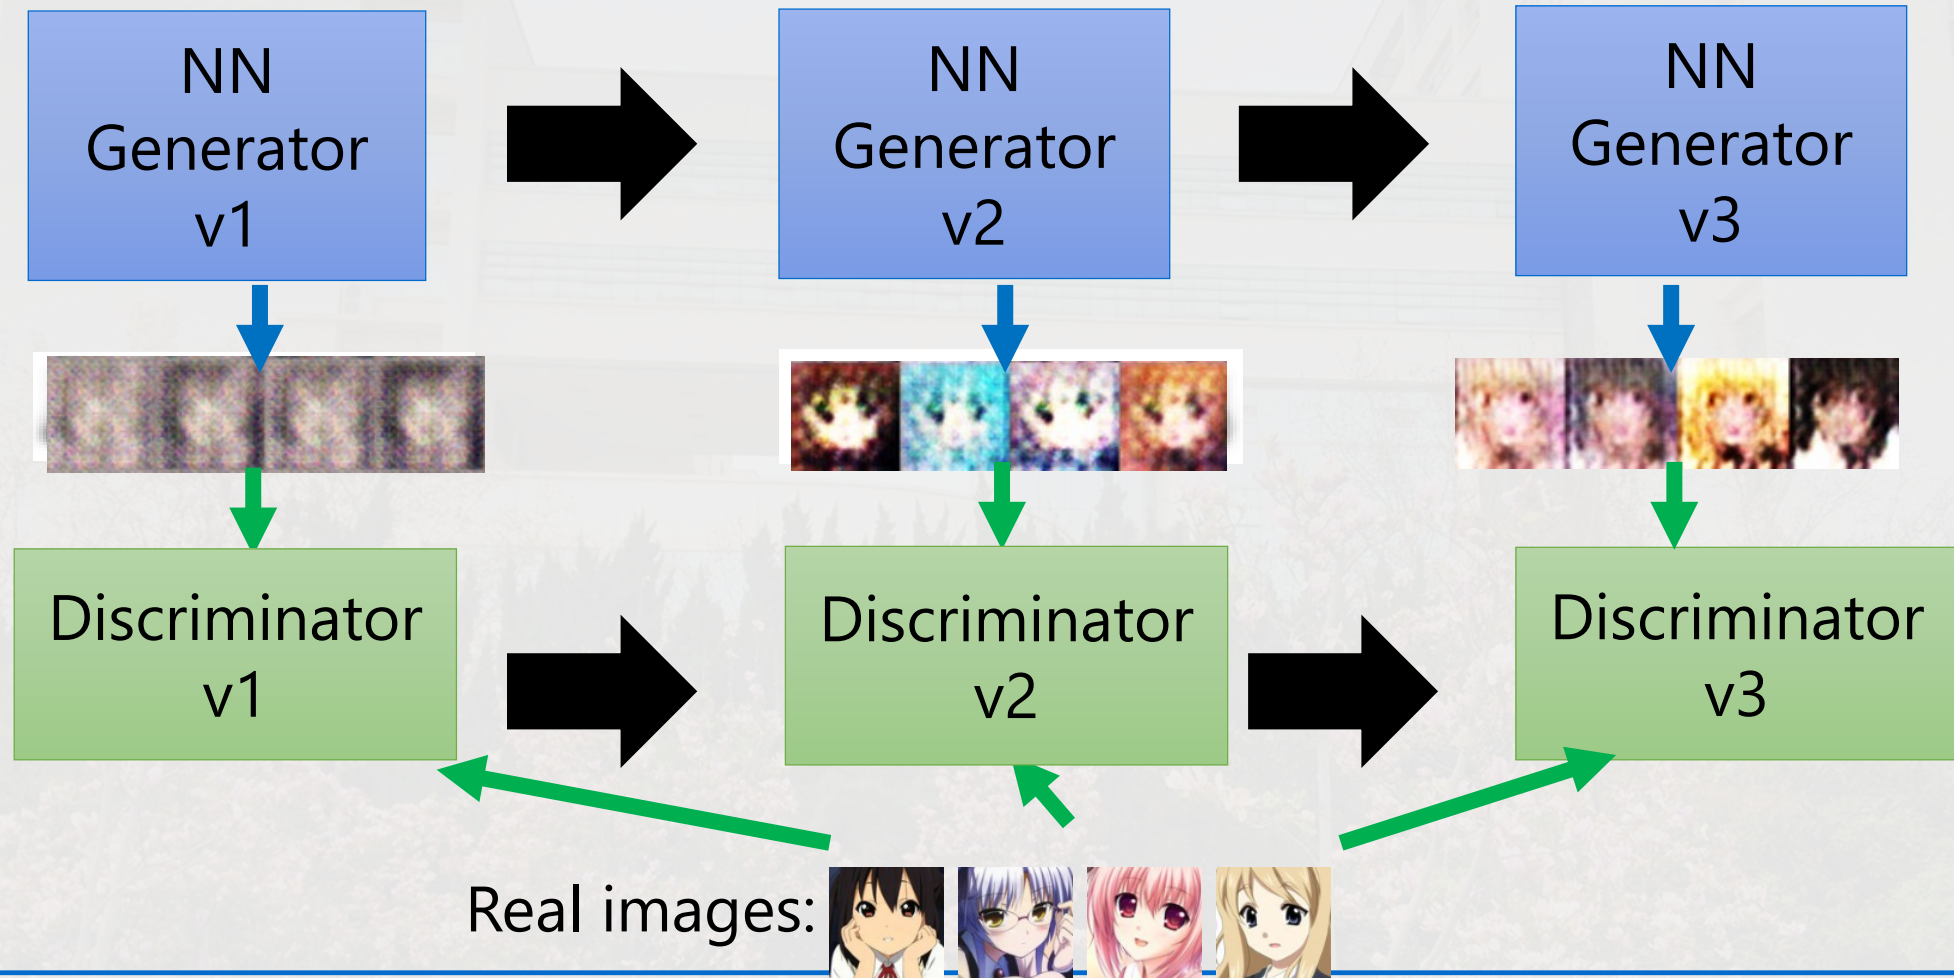 NN
Generator
v1
NN
Generator
v2
NN
Generator
v3
Discriminator
v1
Discriminator
v2
Discriminator
v3
Real images: